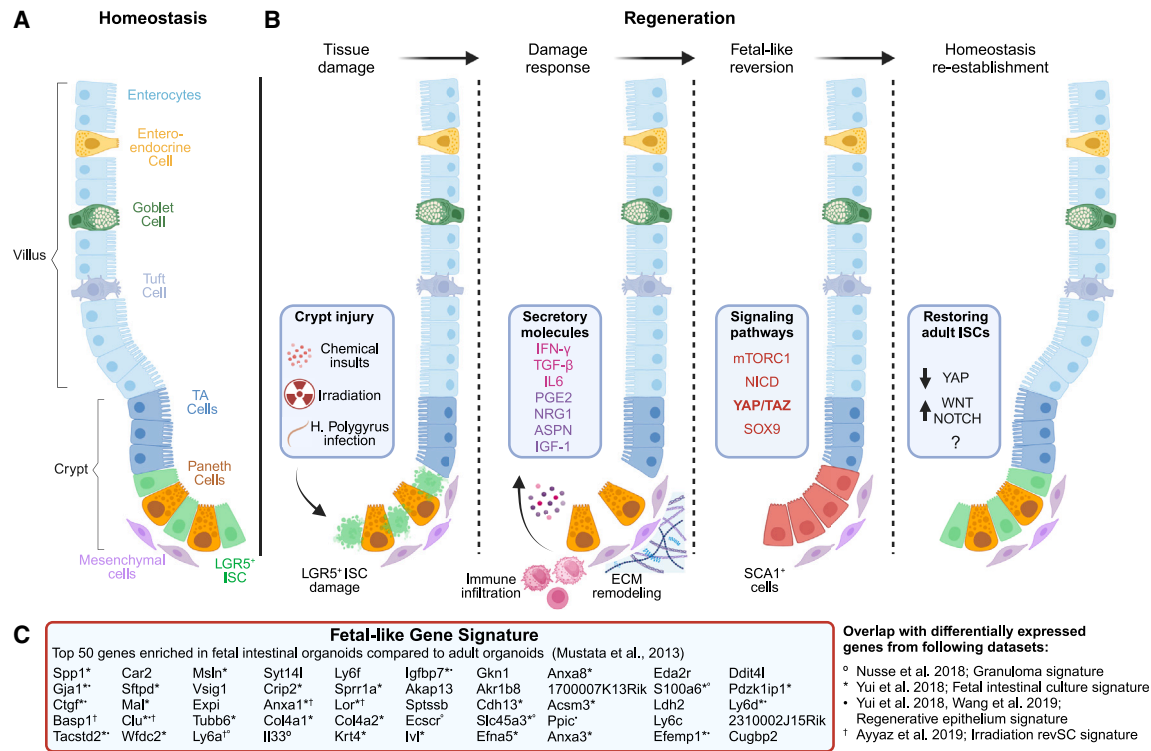 A
Homeostasis
B
Regeneration
Tissue
damage
Damage
response
Fetal-like
reversion
Homeostasis
re-establishment
Villus
Enterocytes
Entero-
endocrine
Cell
Goblet
Cell
Tuft
Cell
TA
Cells
Crypt
Paneth
Cells
Mesenchymal
cells
LGR5⁺
ISC
Crypt injury
Chemical
insults
Irradiation
H. Polygyrus
infection
LGR5⁺ ISC
damage
Secretory
molecules
IFN-γ
TGF-β
IL6
PGE2
NRG1
ASPN
IGF-1
Immune
infiltration
ECM
remodeling
Signaling
pathways
mTORC1
NICD
YAP/TAZ
SOX9
SCA1⁺
cells
Restoring
adult ISCs
YAP
WNT
NOTCH
?
C
Fetal-like Gene Signature
Top 50 genes enriched in fetal intestinal organoids compared to adult organoids (Mustata et al., 2013)
Spp1* Car2 Msln* Syt14l Ly6f Igfbp7*• Gkn1 Anxa8* Eda2r Ddit4l
Gja1*• Sftpd* Vsig1 Crip2* Sprr1a* Akap13 Akr1b8 1700007K13Rik S100a6*º Pdzk1ip1*
Ctgf*• Mal* Expi Anxa1*† Lor*† Sptssb Cdh13* Acsm3* Ldh2 Ly6d*•
Basp1† Clu*† Tubb6* Col4a1* Col4a2* Ecscrº Slc45a3*º Ppic• Ly6c 2310002J15Rik
Tacstd2*• Wfdc2* Ly6a†º Il33º Krt4* Ivl* Efna5* Anxa3* Efemp1*• Cugbp2
Overlap with differentially expressed
genes from following datasets:
º Nusse et al. 2018; Granuloma signature
* Yui et al. 2018; Fetal intestinal culture signature
• Yui et al. 2018, Wang et al. 2019;
Regenerative epithelium signature
† Ayyaz et al. 2019; Irradiation revSC signature